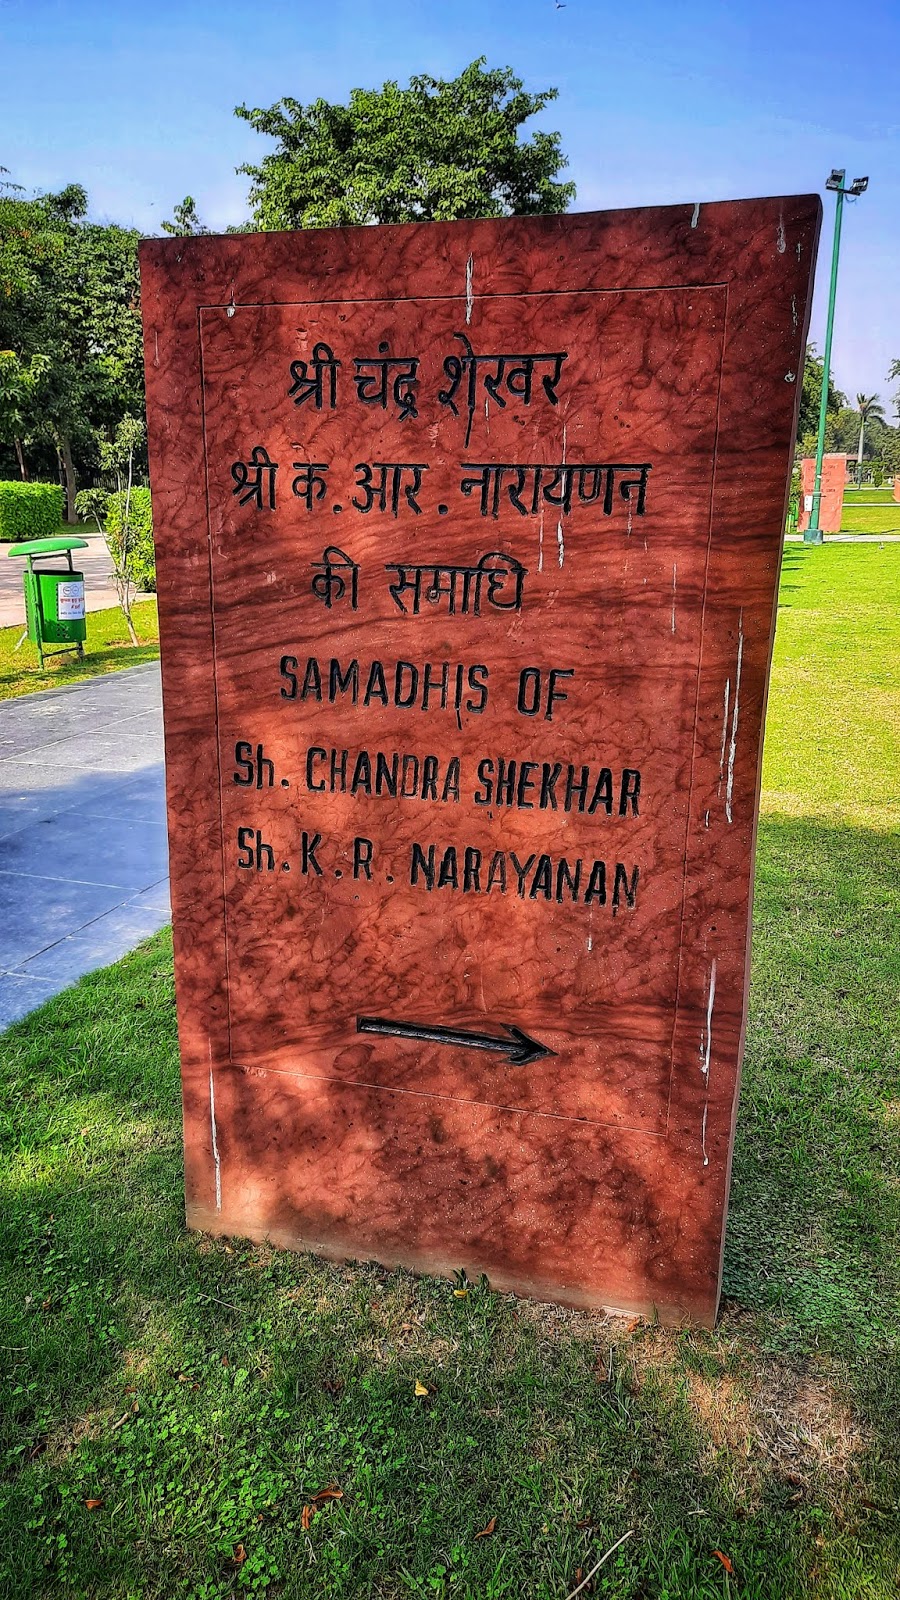 श्री चंद्र शेखर
श्री क . आर . नारायणन
की समाधि
SAMADHIS OF
Sh. CHANDRA SHEKHAR
Sh. K . R . NARAYANAN